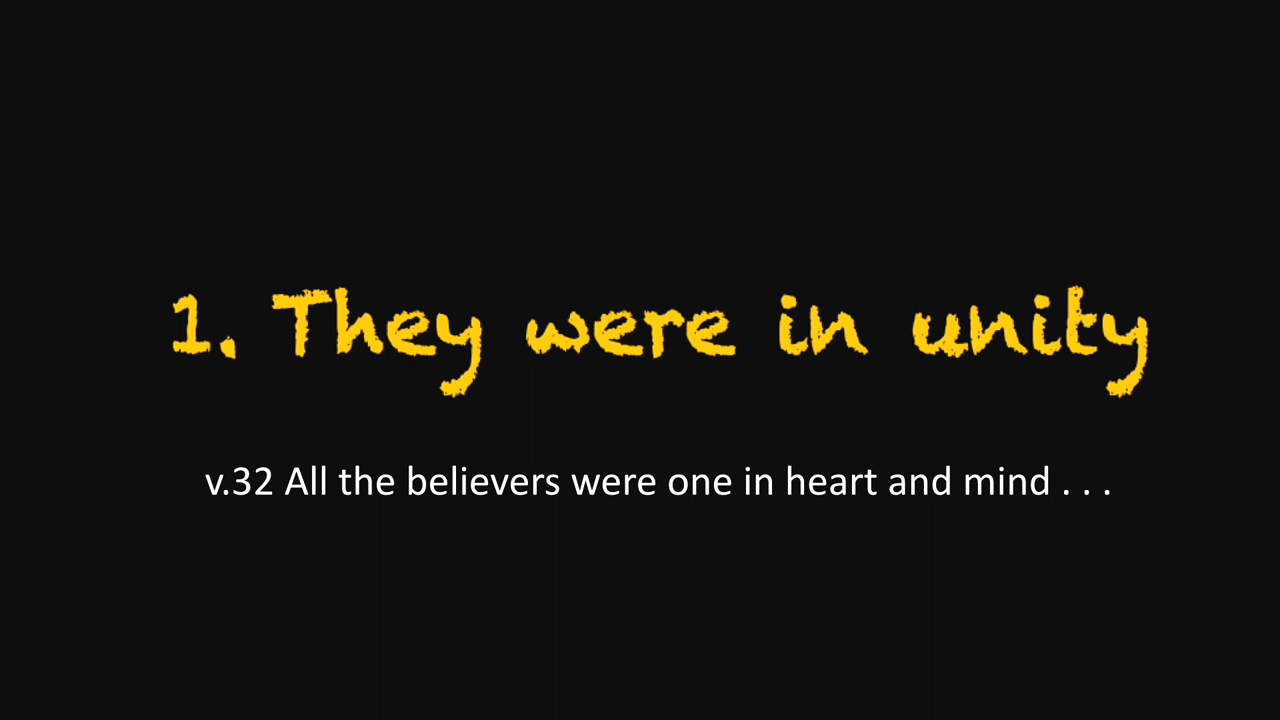 1. They were in unity
v.32 All the believers were one in heart and mind . . .